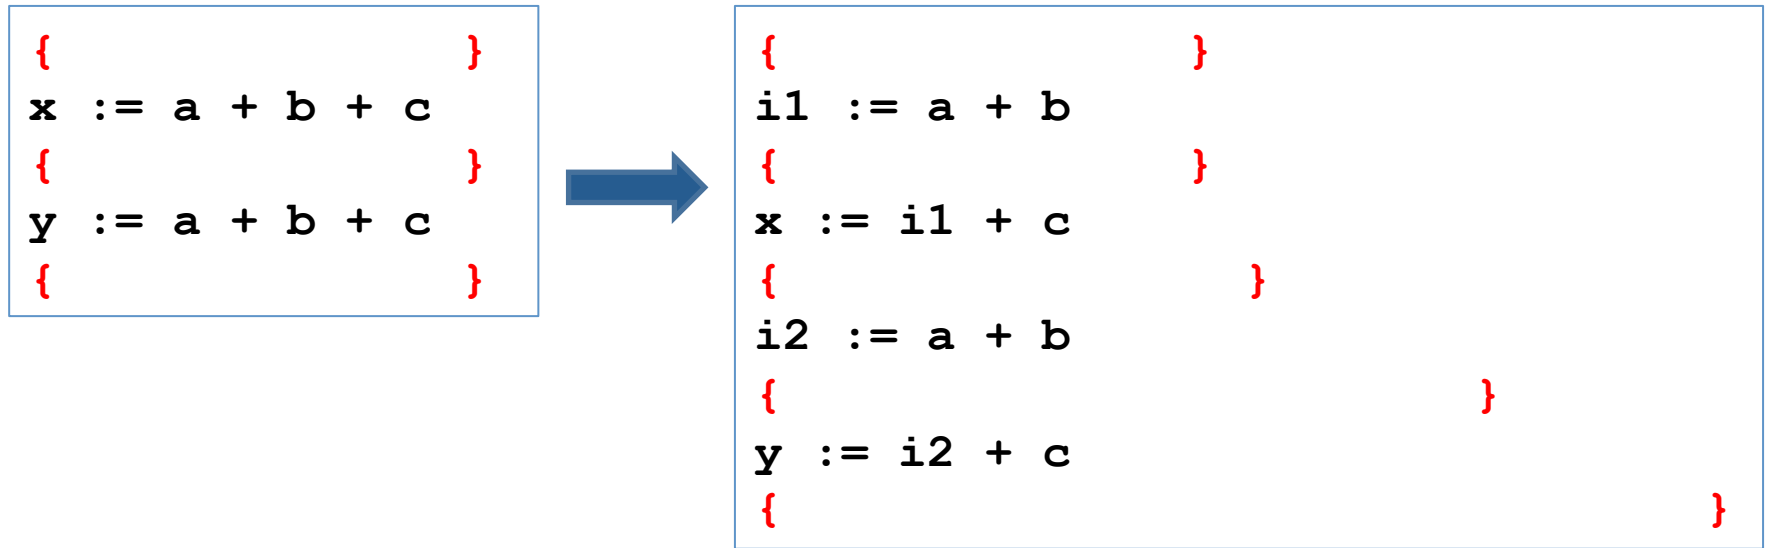 { }
x := a + b + c
{ }
y := a + b + c
{ }
{ }
i1 := a + b
{ }
x := i1 + c
{ }
i2 := a + b
{ }
y := i2 + c
{ }